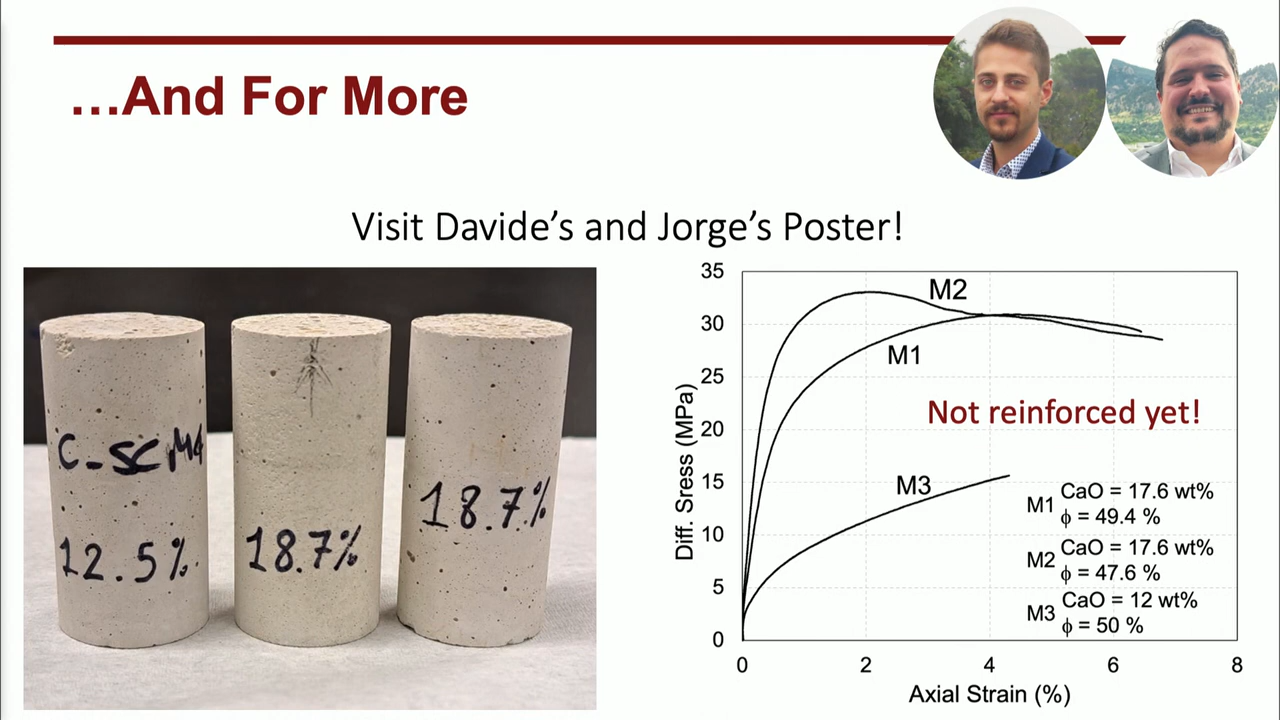 …And For More
Visit Davide’s and Jorge’s Poster!
C-SCM4
12.5%
18.7%
18.7%
Diff. Sress (MPa)
35
30
25
20
15
10
5
0
M2
M1
Not reinforced yet!
M3
M1 CaO = 17.6 wt%
ϕ = 49.4 %
M2 CaO = 17.6 wt%
ϕ = 47.6 %
M3 CaO = 12 wt%
ϕ = 50 %
0 2 4 6 8
Axial Strain (%)